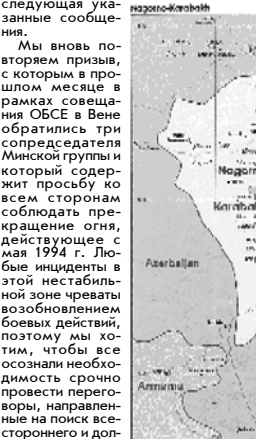 следующая ука-
занные сообще-
ния.
Мы вновь по-
вторяем призыв,
с которым в про-
шлом месяце в
рамках совеща-
ния ОБСЕ в Вене
обратились три
сопредседателя
Минской группы и
который содер-
жит просьбу ко
всем сторонам
соблюдать пре-
кращение огня,
действующее с
мая 1994 г. Лю-
бые инциденты в
этой нестабиль-
ной зоне чреваты
возобновлением
боевых действий,
поэтому мы хо-
тим, чтобы все
осознали необхо-
димость срочно
провести перего-
воры, направлен-
ные на поиск все-
стороннего и дол-
Nagorno-Karabakh
Nagorn
Karabak
Azerbaijan
Armenia